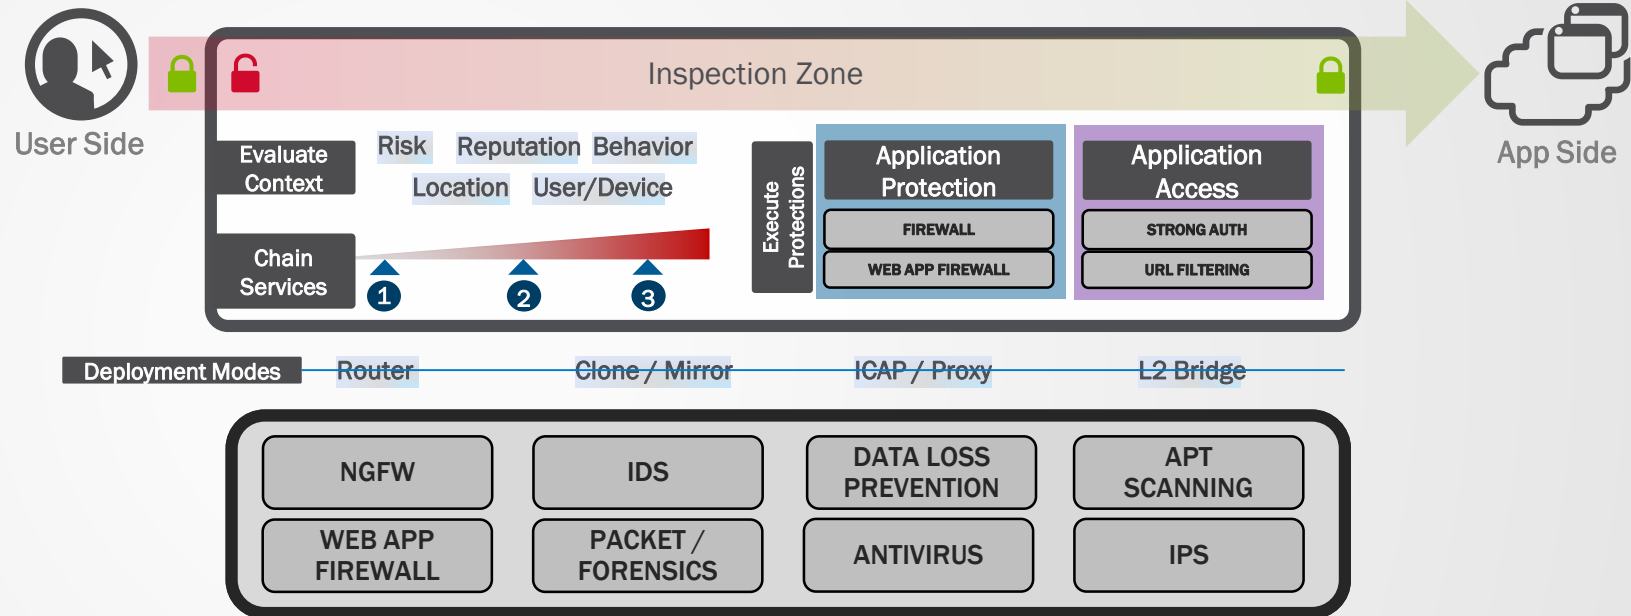 Inspection Zone
User Side
App Side
Evaluate
Context
Risk
Reputation
Behavior
Location
User/Device
Chain
Services
1
2
3
Execute
Protections
Application
Protection
FIREWALL
WEB APP FIREWALL
Application
Access
STRONG AUTH
URL FILTERING
Deployment Modes
Router
Clone / Mirror
ICAP / Proxy
L2 Bridge
NGFW
IDS
DATA LOSS
PREVENTION
APT
SCANNING
WEB APP
FIREWALL
PACKET /
FORENSICS
ANTIVIRUS
IPS